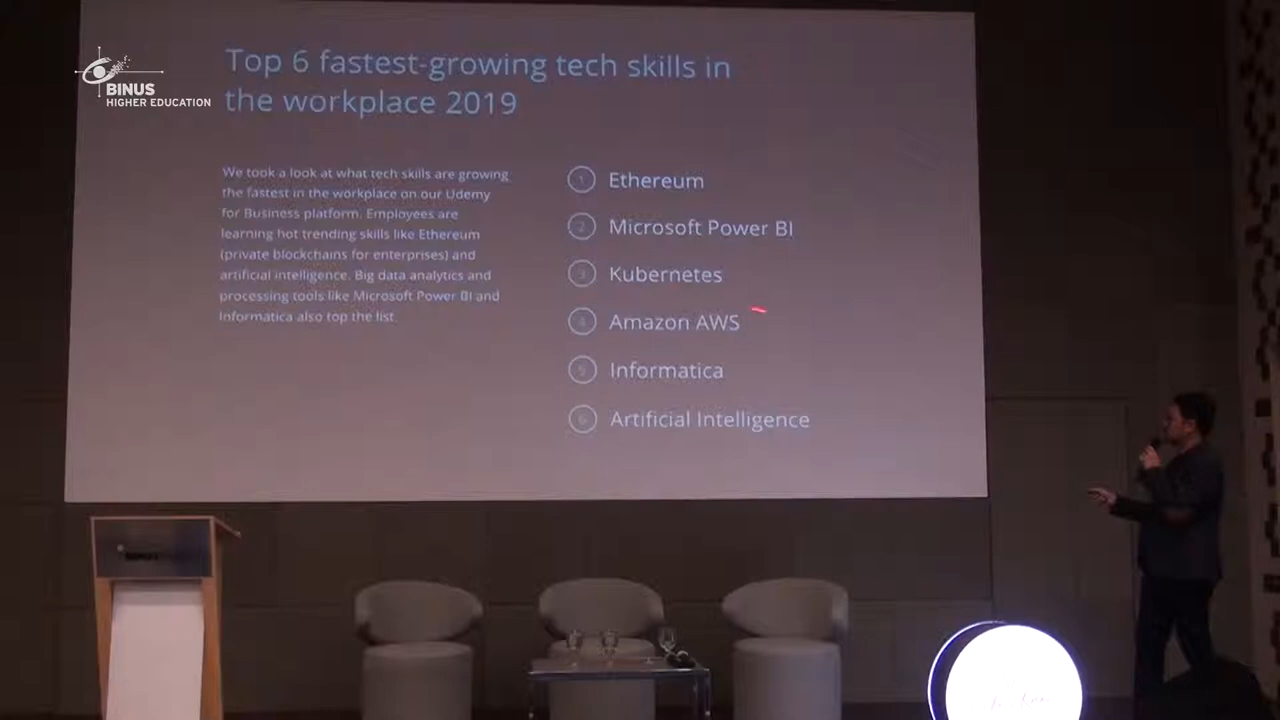 BINUS
HIGHER EDUCATION
Top 6 fastest-growing tech skills in
the workplace 2019
We took a look at what tech skills are growing
the fastest in the workplace on our Udemy
for Business platform. Employees are
learning hot trending skills like Ethereum
(private blockchains for enterprises) and
artificial intelligence. Big data analytics and
processing tools like Microsoft Power BI and
Informatica also top the list
1 Ethereum
2 Microsoft Power BI
3 Kubernetes
4 Amazon AWS
5 Informatica
6 Artificial Intelligence
BINUS